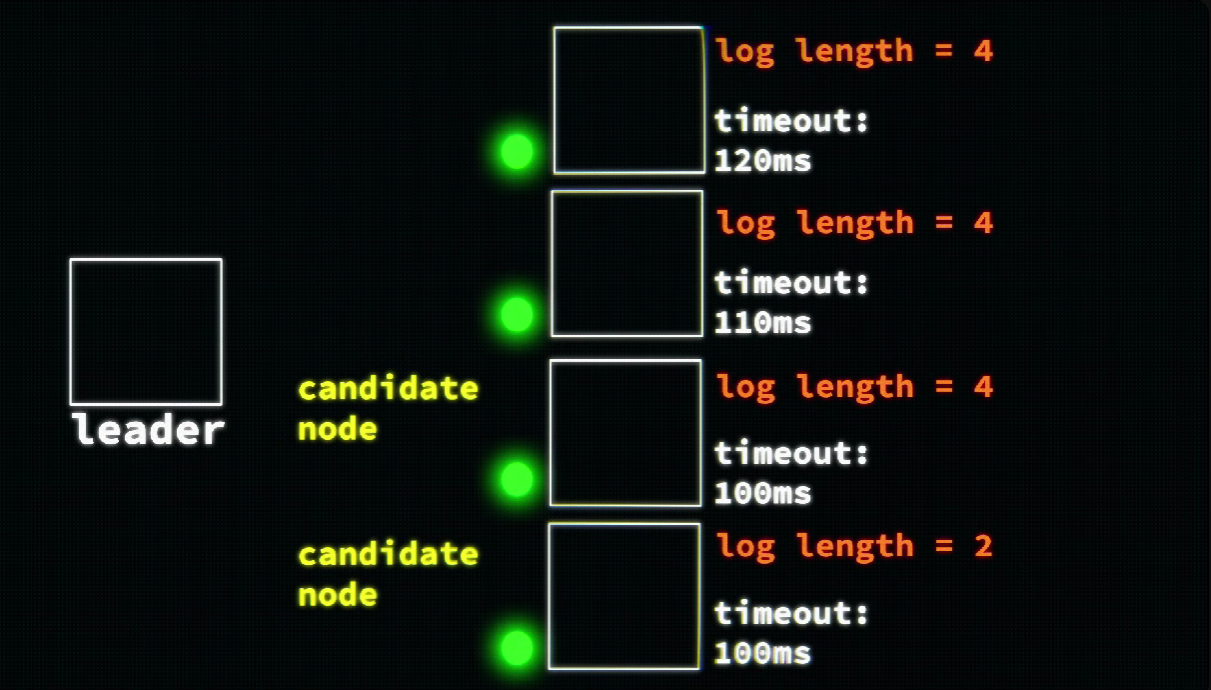 log length = 4
timeout:
120ms
log length = 4
timeout:
110ms
leader
candidate
node
log length = 4
timeout:
100ms
candidate
node
log length = 2
timeout:
100ms